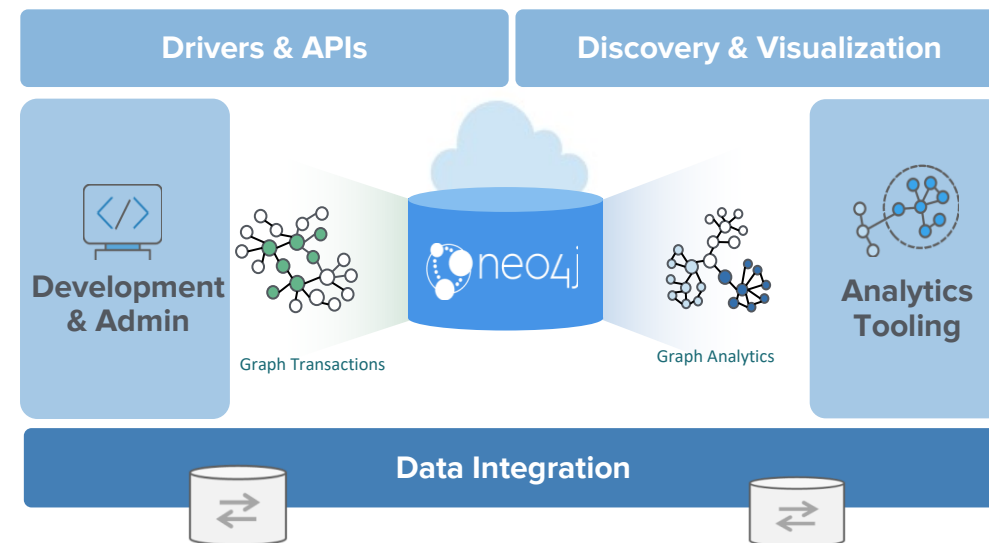 Drivers & APIs
Discovery & Visualization
</>
Development
& Admin
neo4j
Analytics
Tooling
Graph Transactions
Graph Analytics
Data Integration